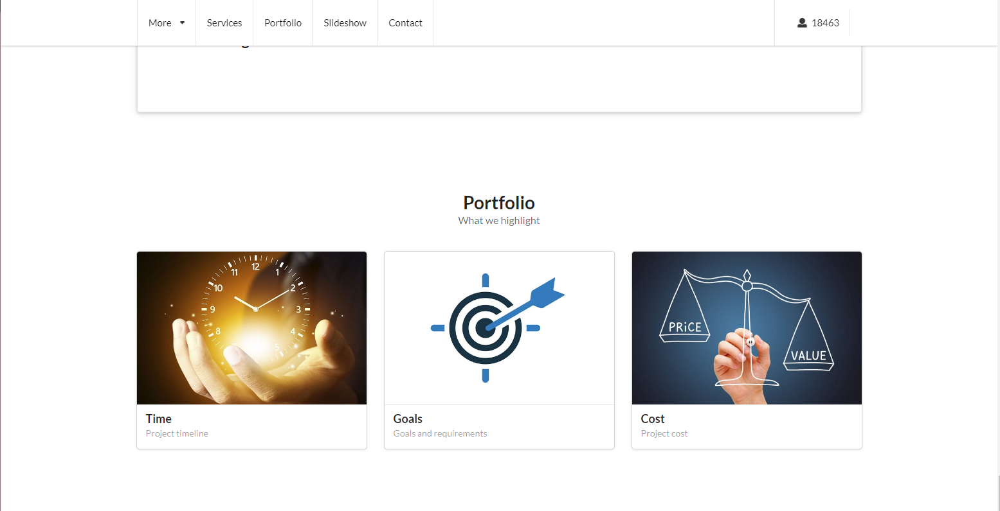 More
Services
Portfolio
Slideshow
Contact
18463
Portfolio
What we highlight
12
11
1
10
2
9
3
8
4
5
PRiCE
VALUE
Time
Project timeline
Goals
Goals and requirements
Cost
Project cost